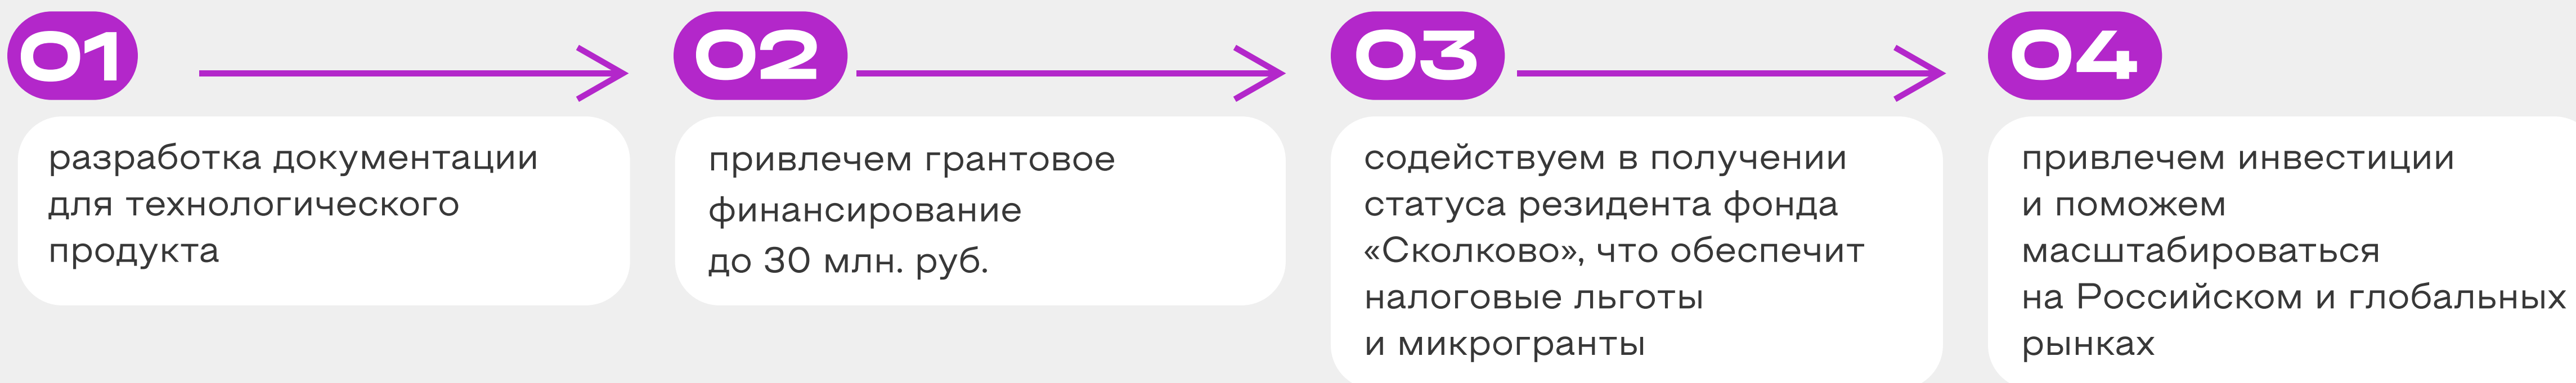 01
разработка документации
для технологического
продукта
02
привлечем грантовое
финансирование
до 30 млн. руб.
03
содействуем в получении
статуса резидента фонда
«Сколково», что обеспечит
налоговые льготы
и микрогранты
04
привлечем инвестиции
и поможем
масштабироваться
на Российском и глобальных
рынках